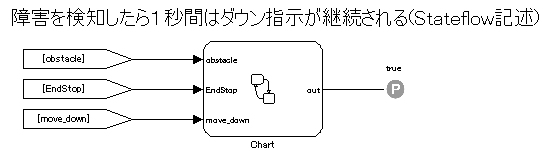 障害を検知したら1秒間はダウン指示が継続される(Stateflow記述)
[obstacle]
obstacle
true
[EndStop]
EndStop
out
P
[move_down]
move_down
Chart